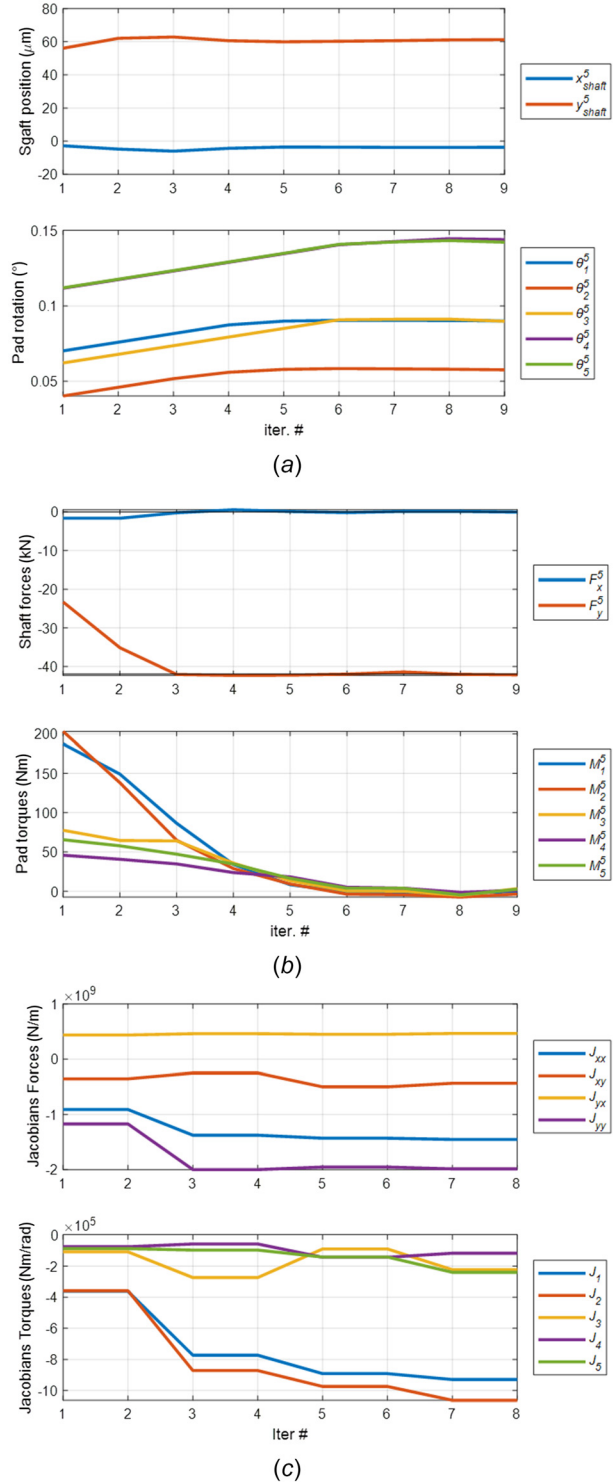 80
60
40
20
0
-20
Sgaft position (μm)
1 2 3 4 5 6 7 8 9
x^5_shaft
y^5_shaft
0.15
0.1
0.05
Pad rotation (°)
1 2 3 4 5 6 7 8 9
iter. #
θ^5_1
θ^5_2
θ^5_3
θ^5_4
θ^5_5
(a)
0
-10
-20
-30
-40
Shaft forces (kN)
1 2 3 4 5 6 7 8 9
F^5_x
F^5_y
200
150
100
50
0
Pad torques (Nm)
1 2 3 4 5 6 7 8 9
iter. #
M^5_1
M^5_2
M^5_3
M^5_4
M^5_5
(b)
×10^9
1
0
-1
-2
Jacobians Forces (N/m)
1 2 3 4 5 6 7 8
J_xx
J_xy
J_yx
J_yy
×10^5
0
-2
-4
-6
-8
-10
Jacobians Torques (Nm/rad)
1 2 3 4 5 6 7 8
Iter #
J_1
J_2
J_3
J_4
J_5
(c)